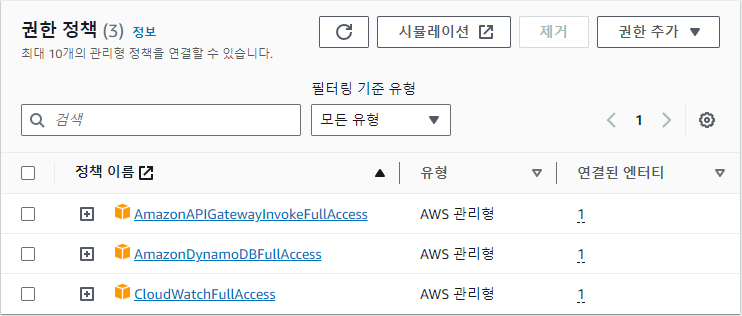 권한 정책 (3) 정보
시뮬레이션 제거 권한 추가
최대 10개의 관리형 정책을 연결할 수 있습니다.
필터링 기준 유형
검색 모든 유형 1
정책 이름 유형 연결된 엔터티
AmazonAPIGatewayInvokeFullAccess AWS 관리형 1
AmazonDynamoDBFullAccess AWS 관리형 1
CloudWatchFullAccess AWS 관리형 1